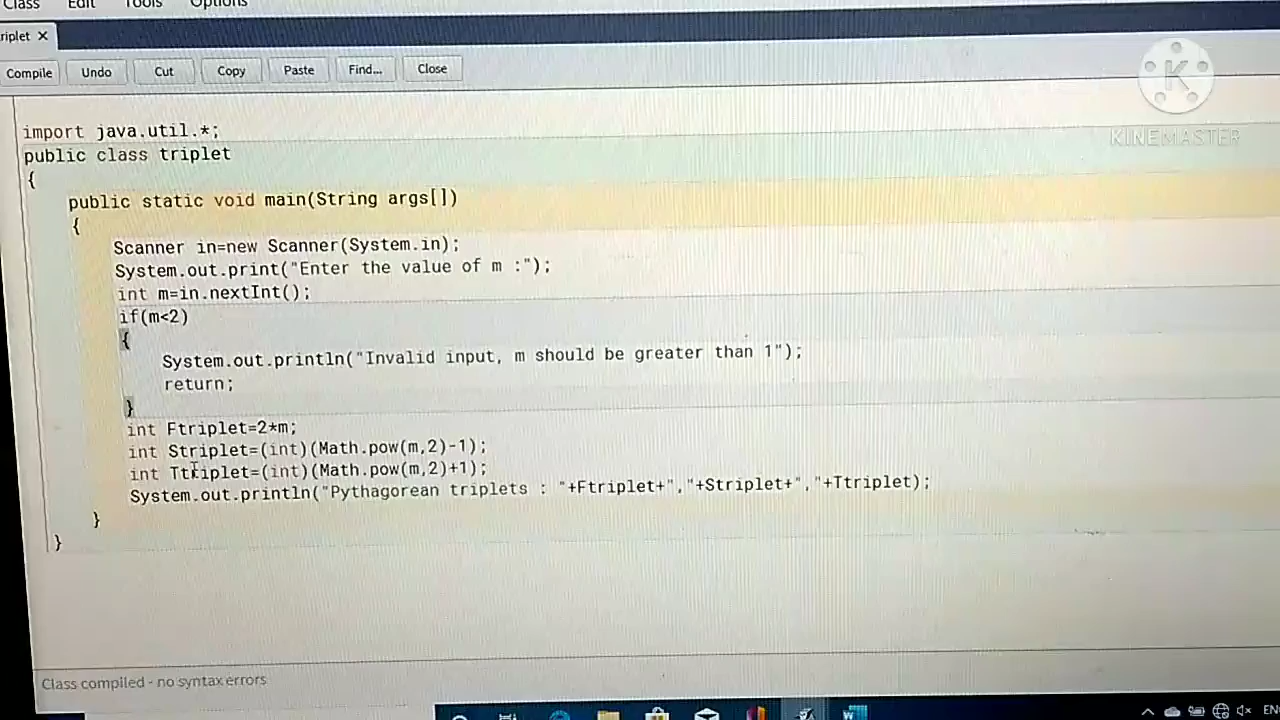 Class Edit Tools Options
riplet X
Compile Undo Cut Copy Paste Find... Close
KINEMASTER
import java.util.*;
public class triplet
{
public static void main(String args[])
{
Scanner in=new Scanner(System.in);
System.out.print("Enter the value of m :");
int m=in.nextInt();
if(m<2)
{
System.out.println("Invalid input, m should be greater than 1");
return;
}
int Ftriplet=2*m;
int Striplet=(int)(Math.pow(m,2)-1);
int Ttriplet=(int)(Math.pow(m,2)+1);
System.out.println("Pythagorean triplets : "+Ftriplet+","+Striplet+","+Ttriplet);
}
}
Class compiled - no syntax errors